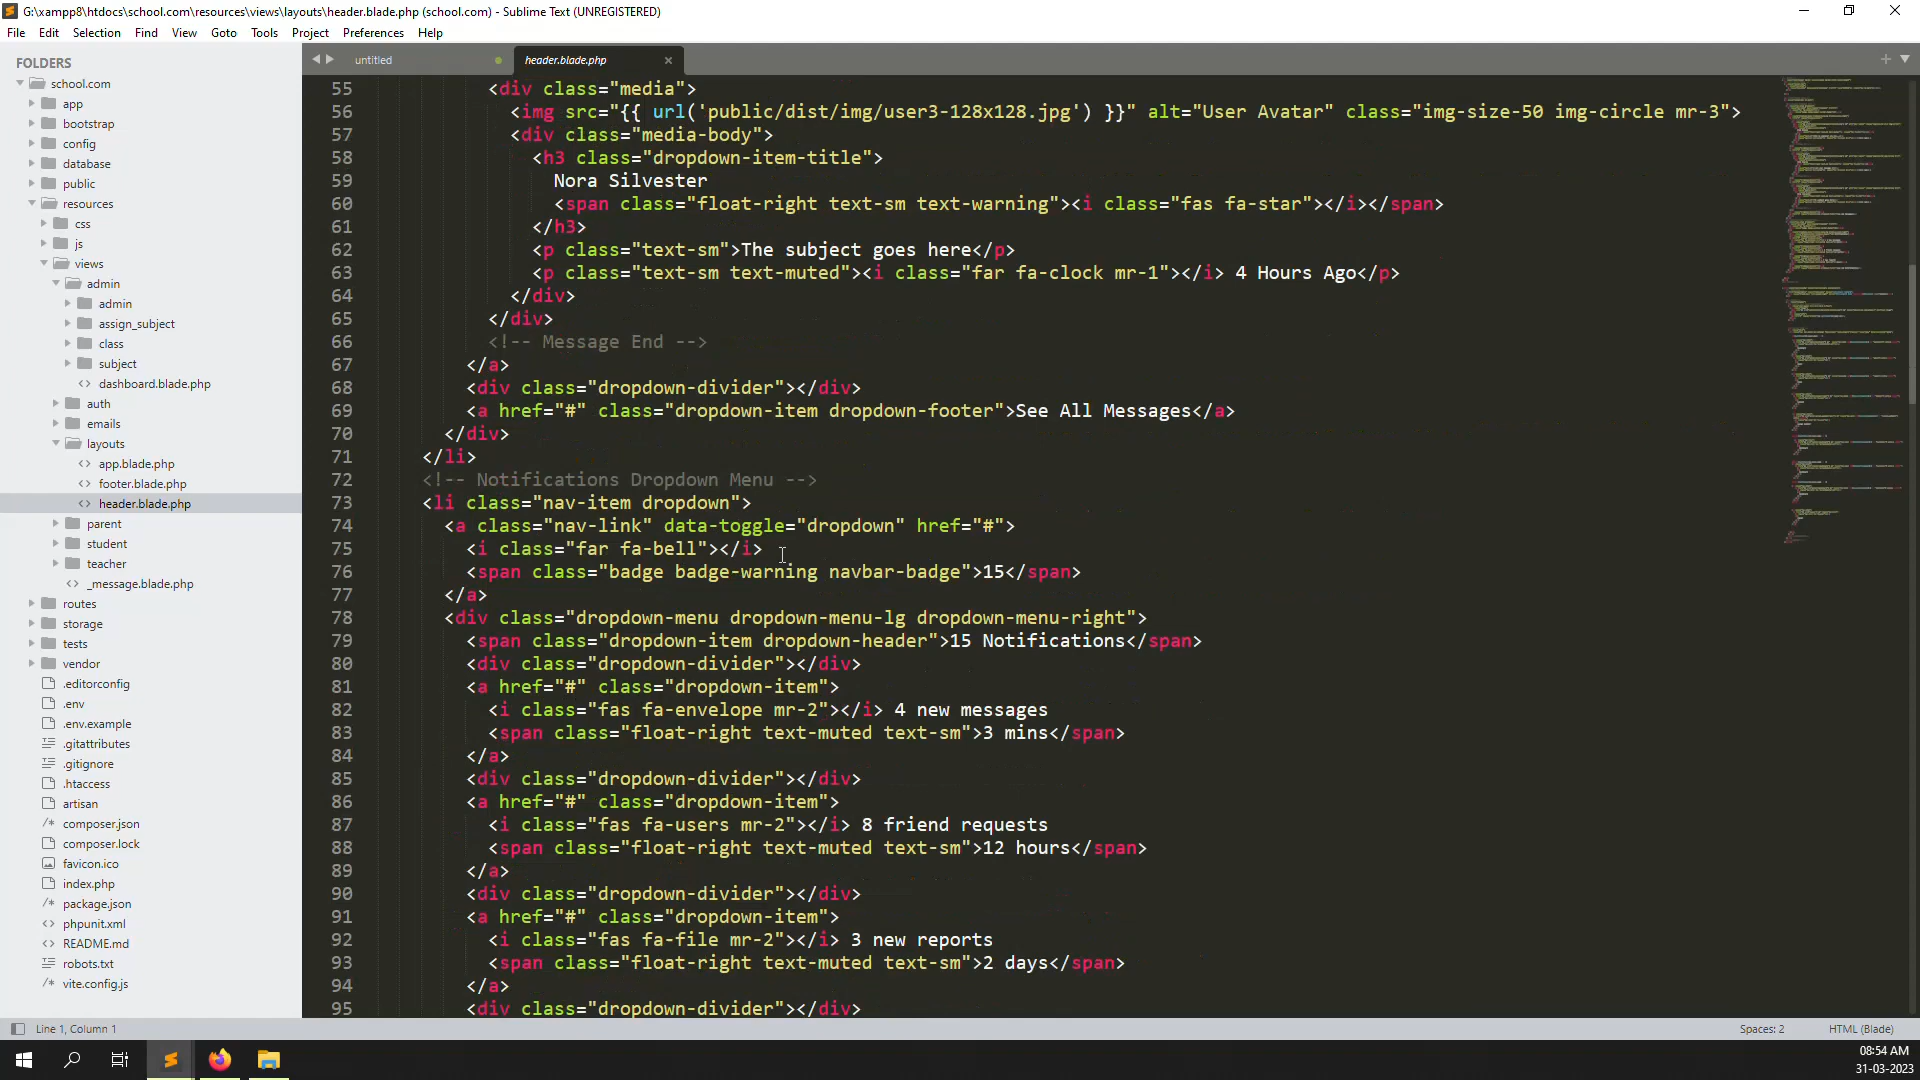 G:\xampp8\htdocs\school.com\resources\views\layouts\header.blade.php (school.com) - Sublime Text (UNREGISTERED)
File Edit Selection Find View Goto Tools Project Preferences Help
FOLDERS
school.com
app
bootstrap
config
database
public
resources
css
js
views
admin
admin
assign_subject
class
subject
dashboard.blade.php
auth
emails
layouts
app.blade.php
footer.blade.php
header.blade.php
parent
student
teacher
_message.blade.php
routes
storage
tests
vendor
.editorconfig
.env
.env.example
.gitattributes
.gitignore
.htaccess
artisan
composer.json
composer.lock
favicon.ico
index.php
package.json
phpunit.xml
README.md
robots.txt
vite.config.js
untitled header.blade.php
55 <div class="media">
56 <img src="{{ url('public/dist/img/user3-128x128.jpg') }}" alt="User Avatar" class="img-size-50 img-circle mr-3">
57 <div class="media-body">
58 <h3 class="dropdown-item-title">
59 Nora Silvester
60 <span class="float-right text-sm text-warning"><i class="fas fa-star"></i></span>
61 </h3>
62 <p class="text-sm">The subject goes here</p>
63 <p class="text-sm text-muted"><i class="far fa-clock mr-1"></i> 4 Hours Ago</p>
64 </div>
65 </div>
66 <!-- Message End -->
67 </a>
68 <div class="dropdown-divider"></div>
69 <a href="#" class="dropdown-item dropdown-footer">See All Messages</a>
70 </div>
71 </li>
72 <!-- Notifications Dropdown Menu -->
73 <li class="nav-item dropdown">
74 <a class="nav-link" data-toggle="dropdown" href="#">
75 <i class="far fa-bell"></i>
76 <span class="badge badge-warning navbar-badge">15</span>
77 </a>
78 <div class="dropdown-menu dropdown-menu-lg dropdown-menu-right">
79 <span class="dropdown-item dropdown-header">15 Notifications</span>
80 <div class="dropdown-divider"></div>
81 <a href="#" class="dropdown-item">
82 <i class="fas fa-envelope mr-2"></i> 4 new messages
83 <span class="float-right text-muted text-sm">3 mins</span>
84 </a>
85 <div class="dropdown-divider"></div>
86 <a href="#" class="dropdown-item">
87 <i class="fas fa-users mr-2"></i> 8 friend requests
88 <span class="float-right text-muted text-sm">12 hours</span>
89 </a>
90 <div class="dropdown-divider"></div>
91 <a href="#" class="dropdown-item">
92 <i class="fas fa-file mr-2"></i> 3 new reports
93 <span class="float-right text-muted text-sm">2 days</span>
94 </a>
95 <div class="dropdown-divider"></div>
Line 1, Column 1 Spaces: 2 HTML (Blade)
08:54 AM
31-03-2023